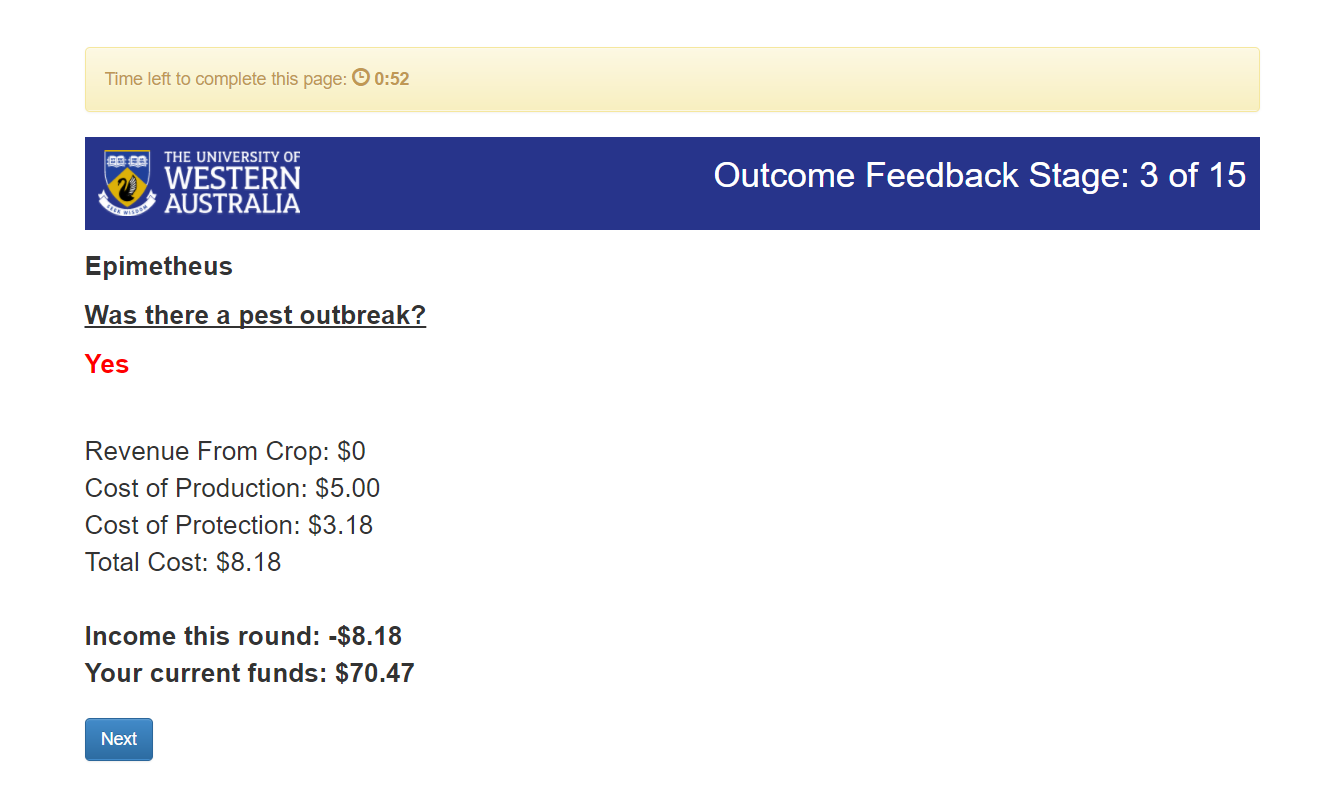 Time left to complete this page: 0:52
THE UNIVERSITY OF
WESTERN
AUSTRALIA
SEEK WISDOM
Outcome Feedback Stage: 3 of 15
Epimetheus
Was there a pest outbreak?
Yes
Revenue From Crop: $0
Cost of Production: $5.00
Cost of Protection: $3.18
Total Cost: $8.18
Income this round: -$8.18
Your current funds: $70.47
Next